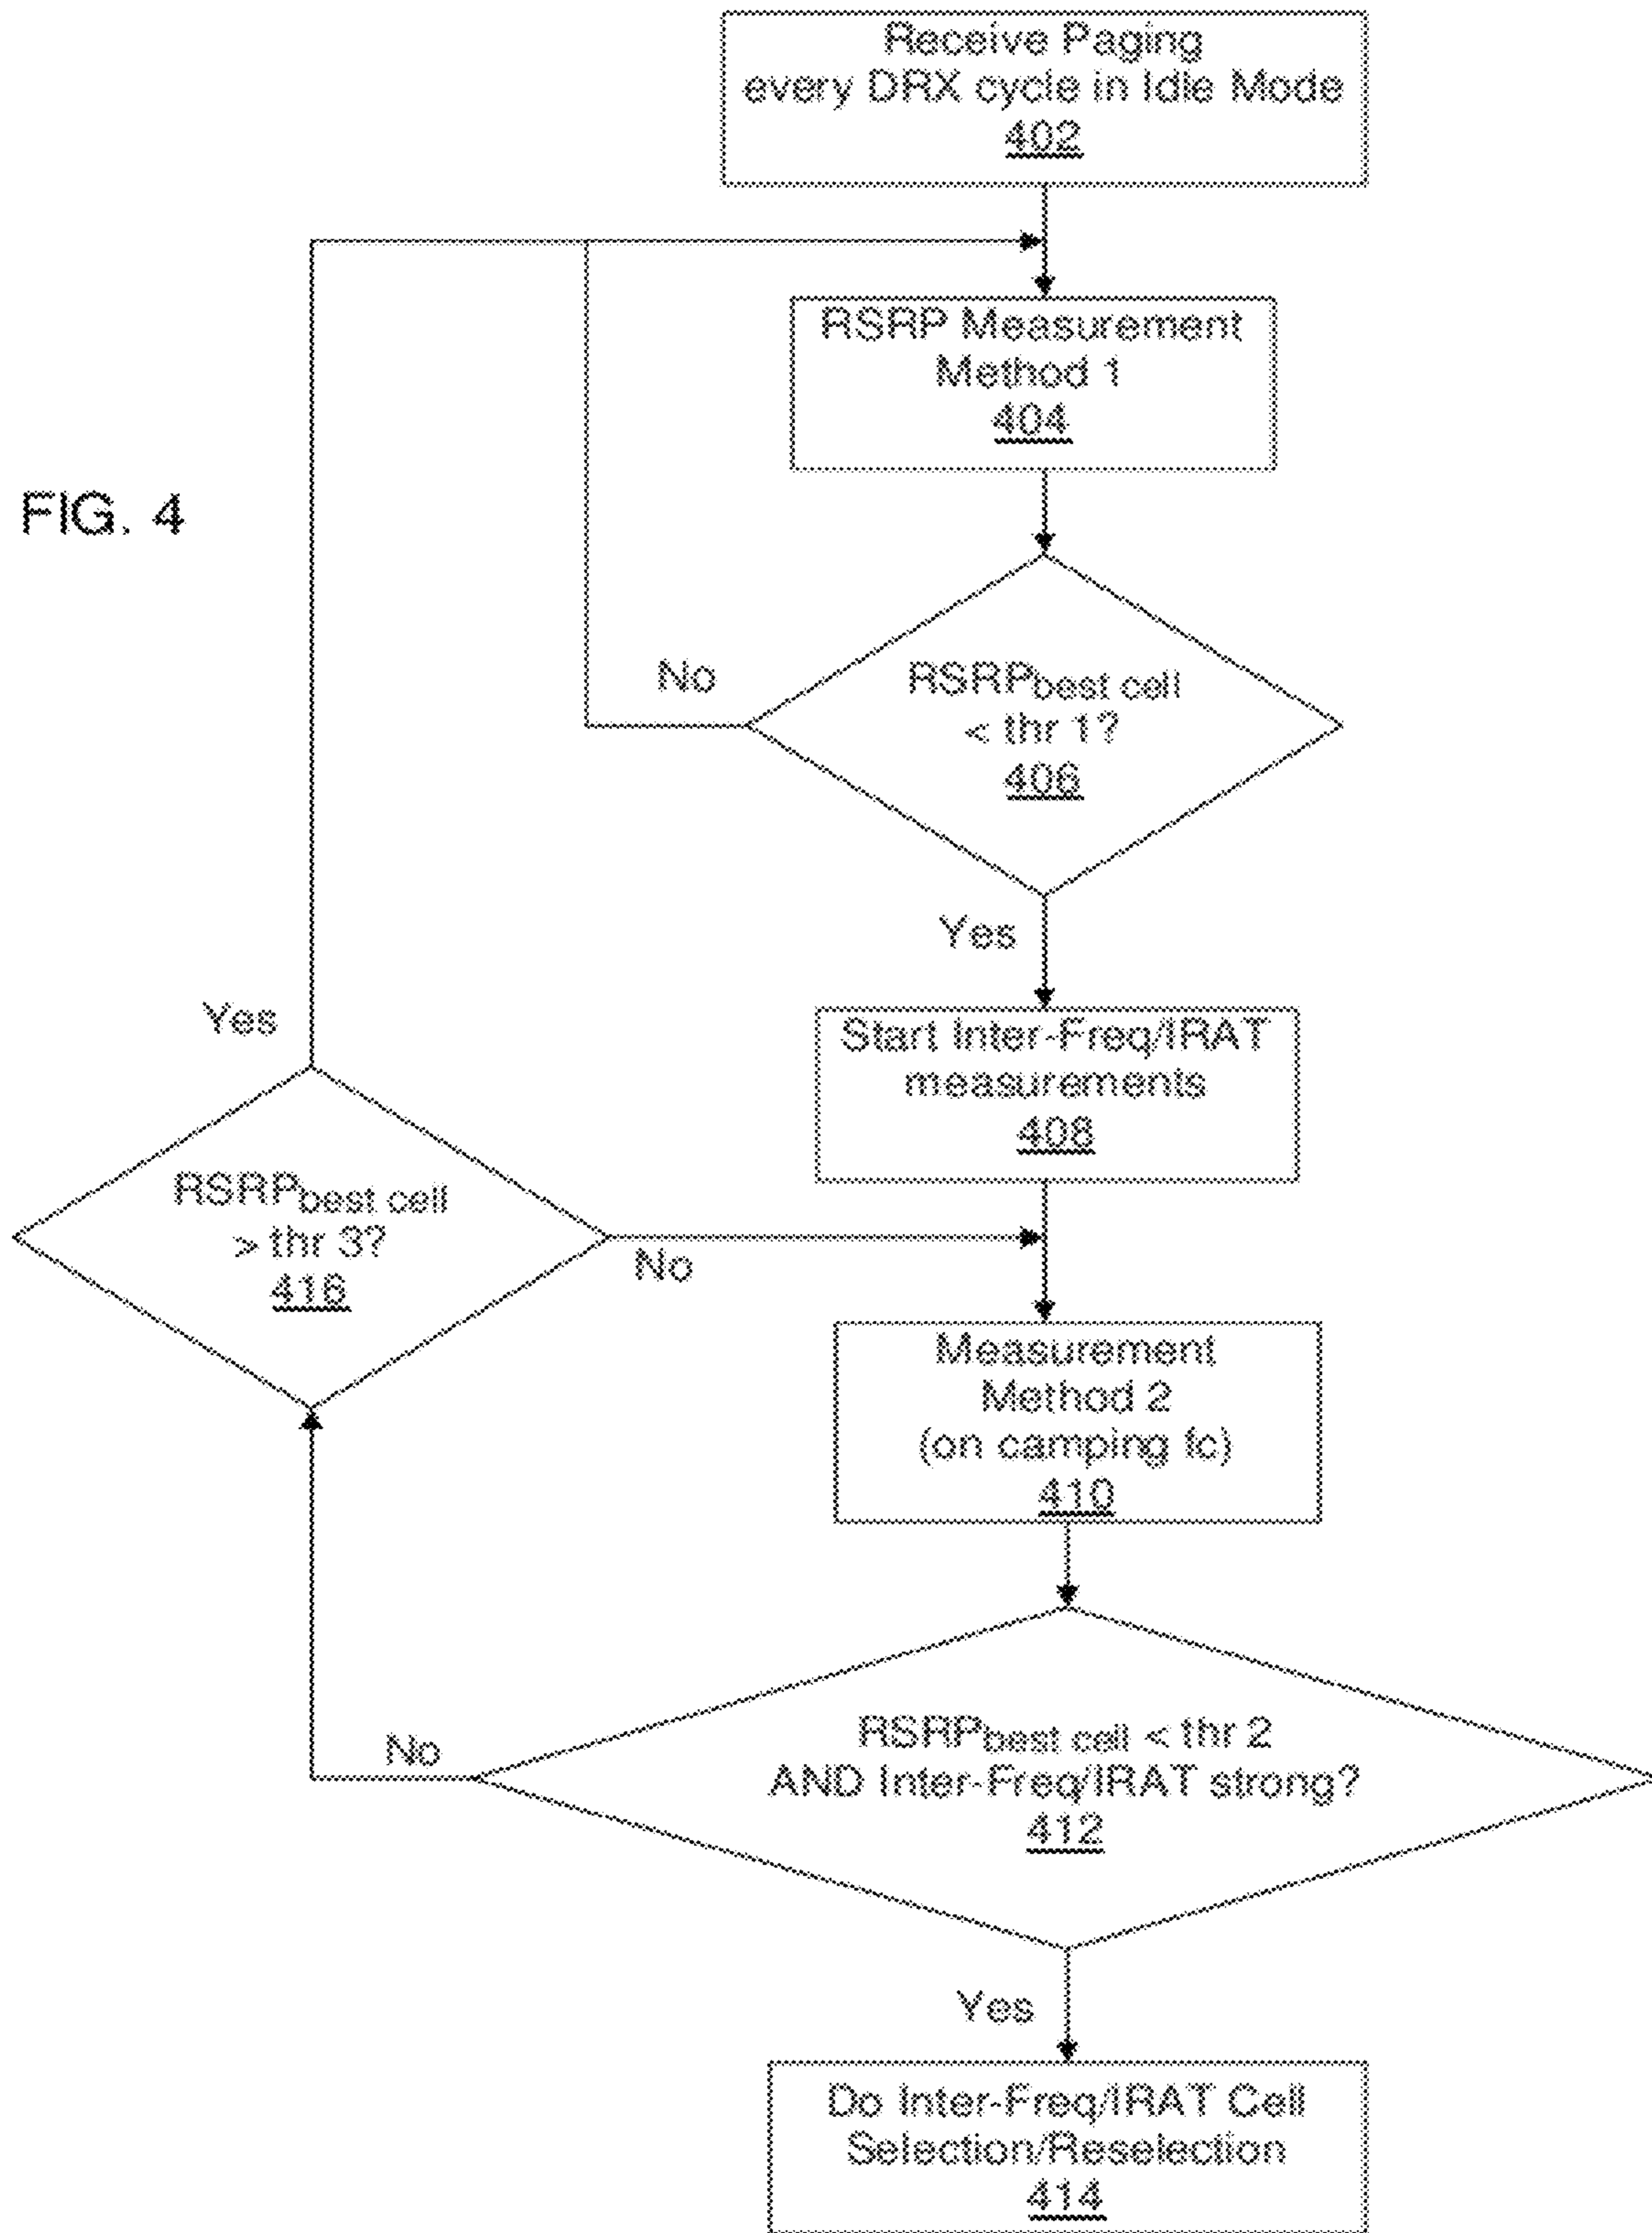 Receive Paging
every DRX cycle in Idle Mode
402
RSRP Measurement
Method 1
404
FIG. 4
No
RSRPbest cell
< thr 1?
406
Yes
Start Inter-Freq/IRAT
measurements
408
Yes
RSRPbest cell
> thr 3?
416
No
Measurement
Method 2
(on camping fc)
410
No
RSRPbest cell < thr 2
AND Inter-Freq/IRAT strong?
412
Yes
Do Inter-Freq/IRAT Cell
Selection/Reselection
414